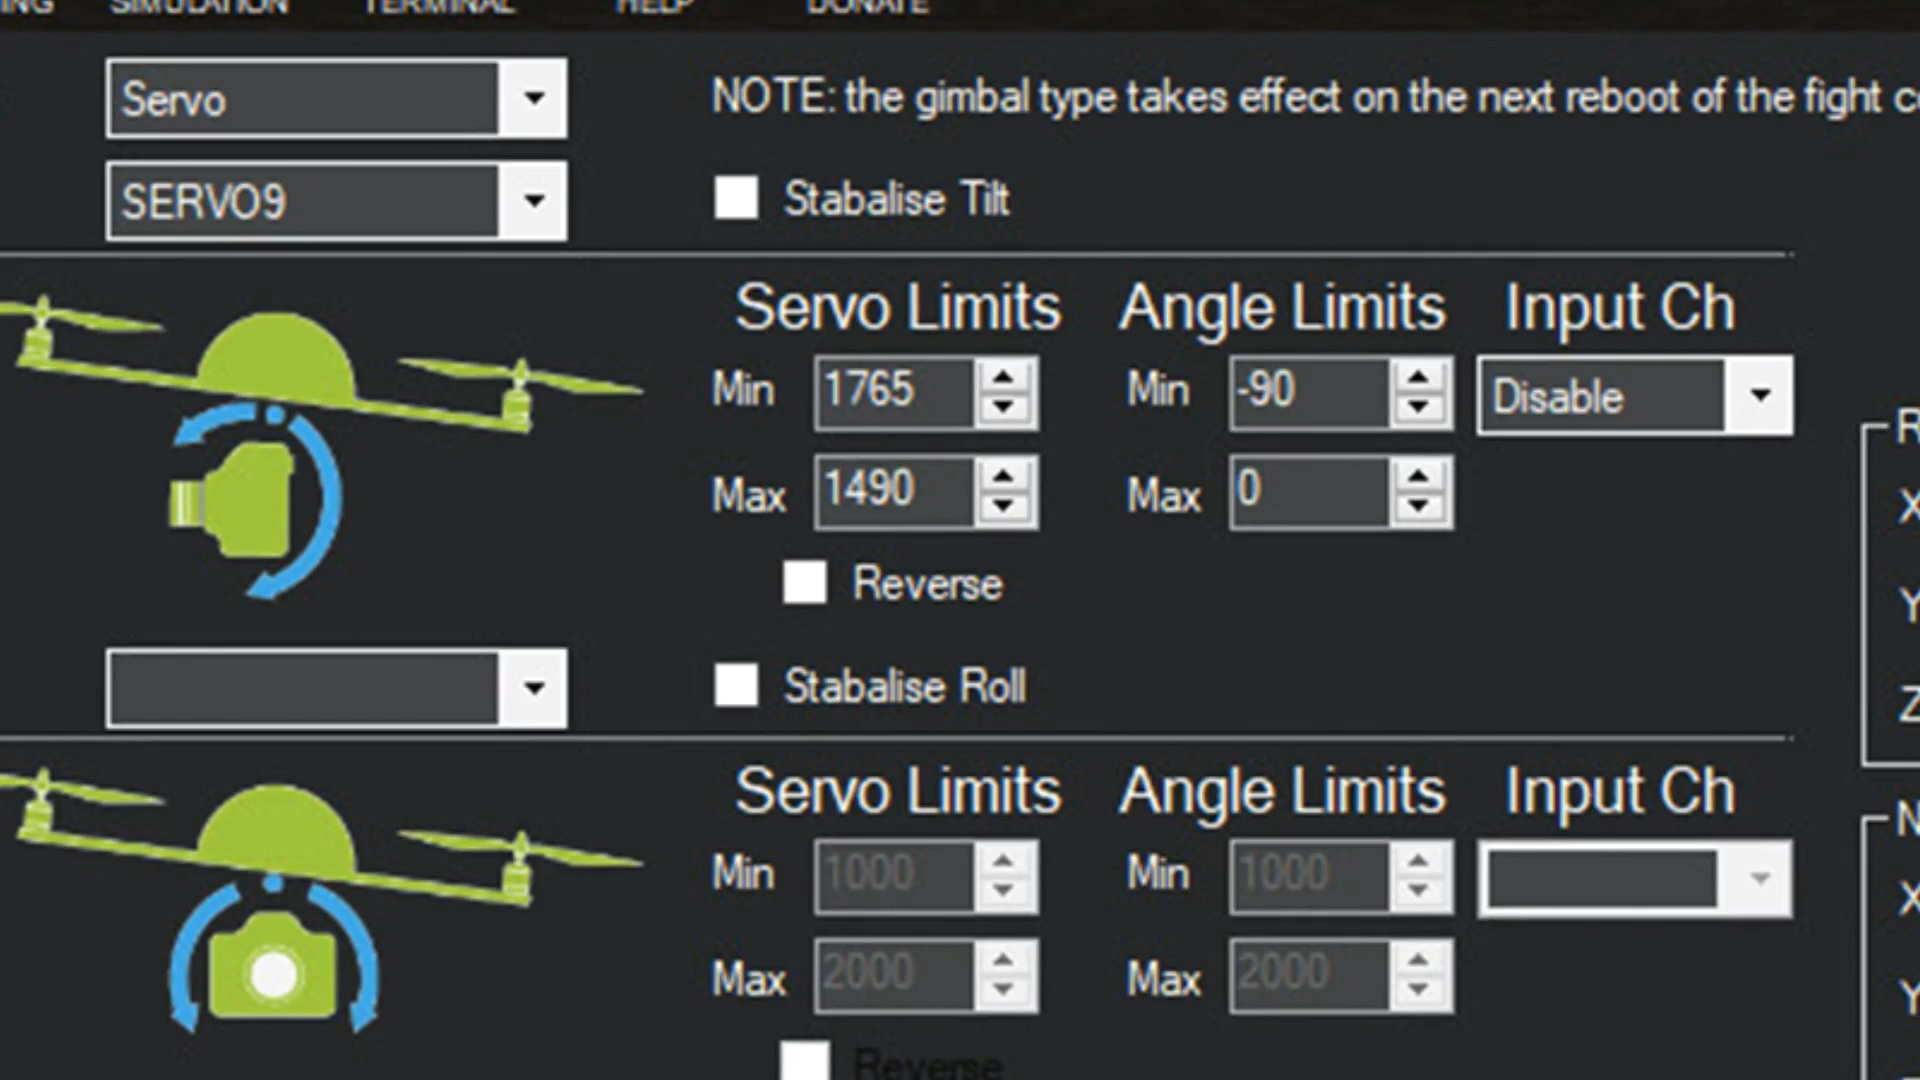 SIMULATION TERMINAL HELP DONATE
Servo
NOTE: the gimbal type takes effect on the next reboot of the fight
SERVO9
Stabalise Tilt
Servo Limits Angle Limits Input Ch
Min 1765 Min -90 Disable
Max 1490 Max 0
Reverse
X
Y
Stabalise Roll
Z
Servo Limits Angle Limits Input Ch
Min 1000 Min 1000
X
Max 2000 Max 2000
Y
Reverse